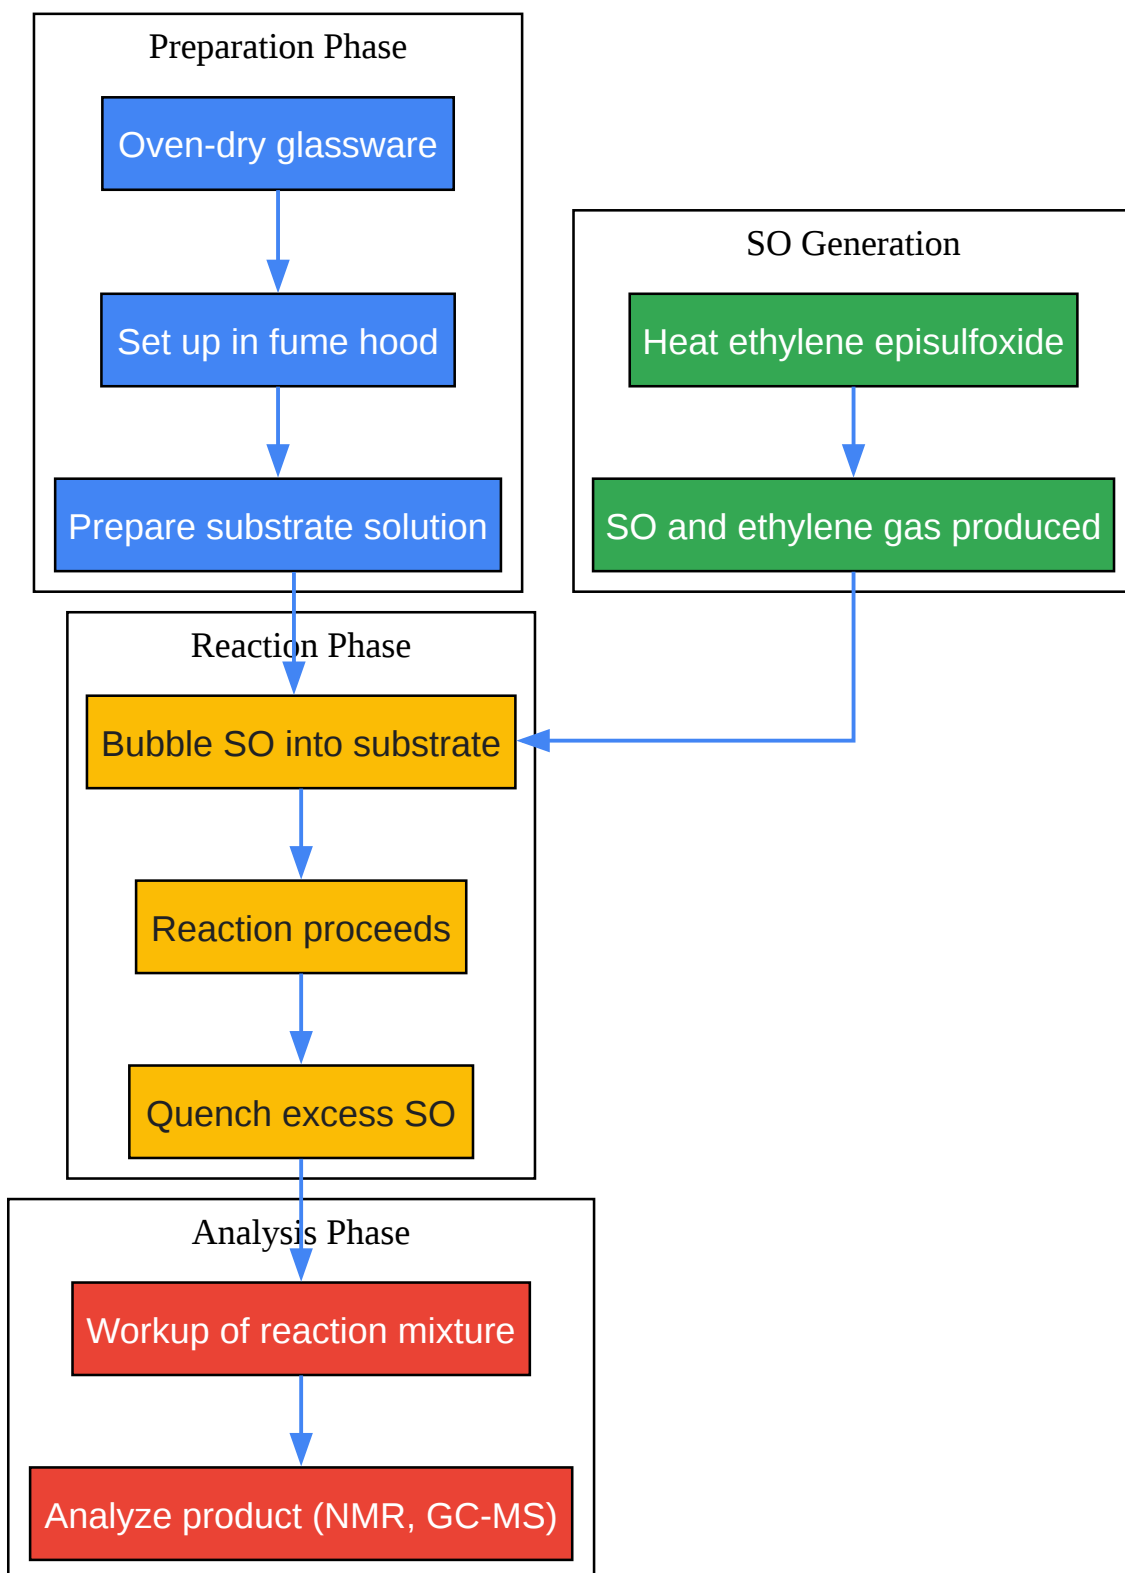 Preparation Phase
Oven-dry glassware
Set up in fume hood
Prepare substrate solution
SO Generation
Heat ethylene episulfoxide
SO and ethylene gas produced
Reaction Phase
Bubble SO into substrate
Reaction proceeds
Quench excess SO
Analysis Phase
Workup of reaction mixture
Analyze product (NMR, GC-MS)